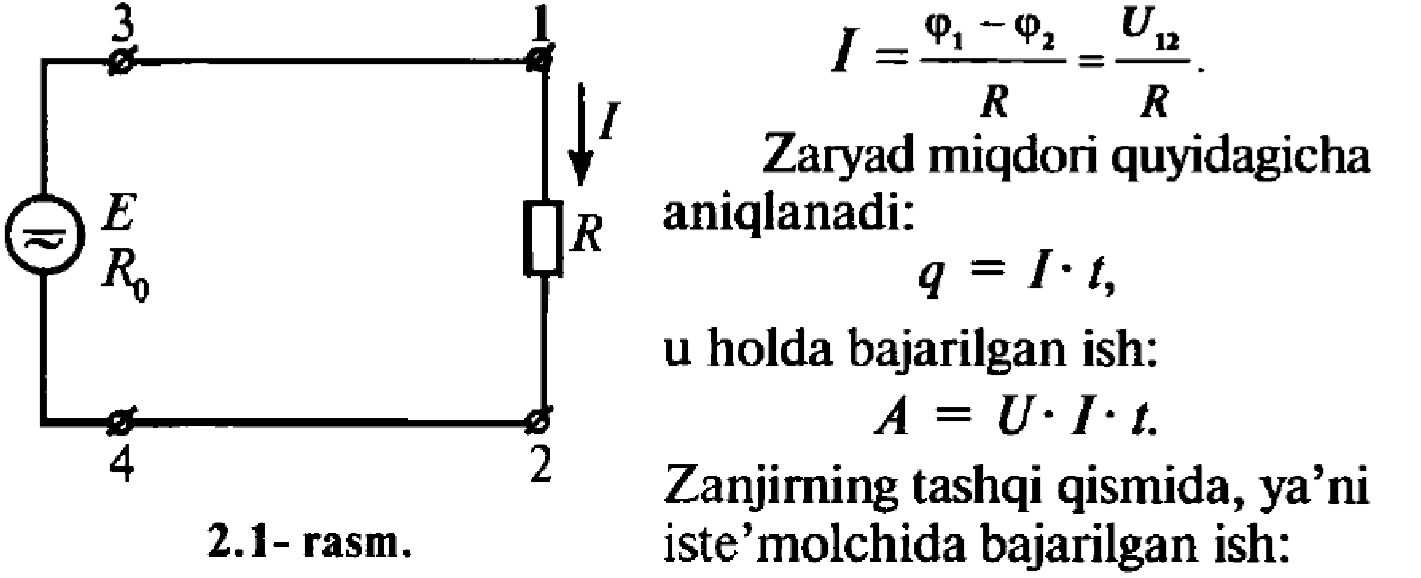 3
1
I
E
R₀
R
4
2
2.1- rasm.
I = φ₁ − φ₂ / R = U₁₂ / R.
Zaryad miqdori quyidagicha
aniqlanadi:
q = I · t,
u holda bajarilgan ish:
A = U · I · t.
Zanjirning tashqi qismida, ya’ni
iste’molchida bajarilgan ish: